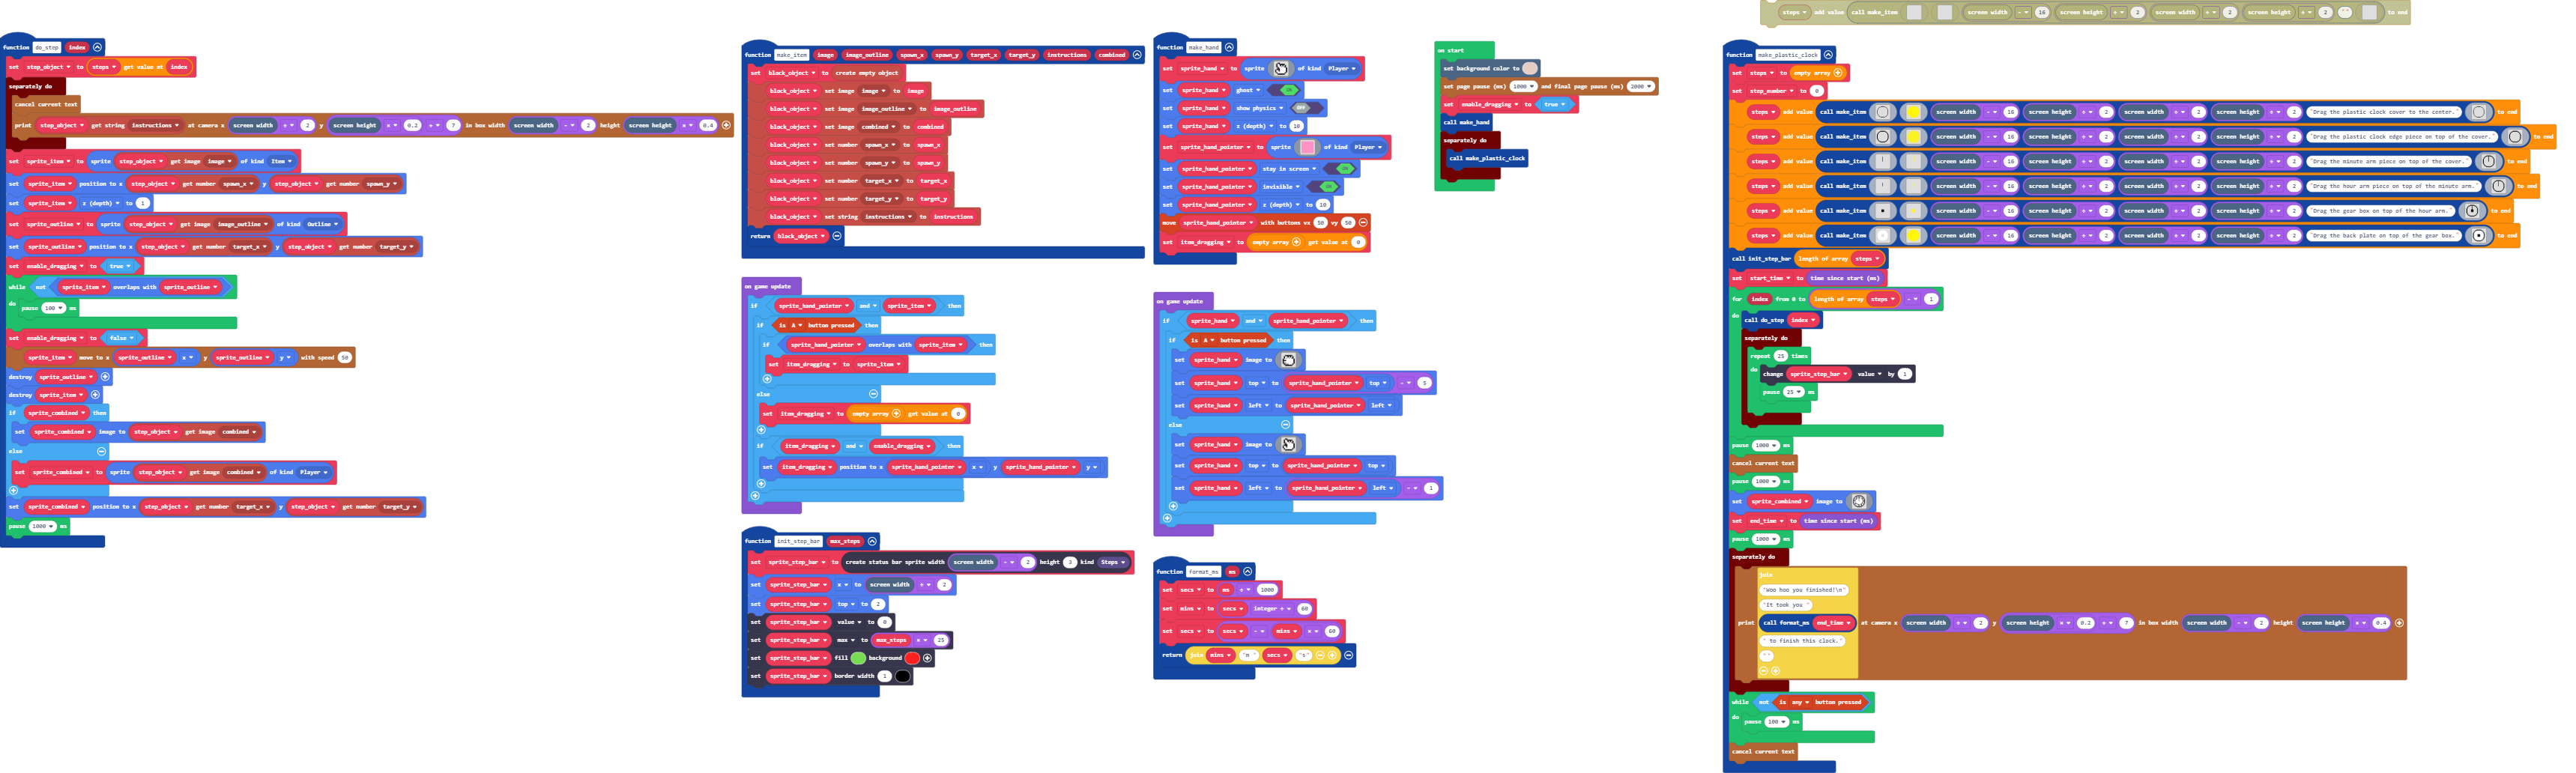 function do_step index
set step_object to steps get value at index
separately do
cancel current text
print step_object get string instructions at camera x screen width ÷ 2 y screen height × 0.2 + 7 in box width screen width - 2 height screen height × 0.4
set sprite_item to sprite step_object get image image of kind Item
set sprite_item position to x step_object get number spawn_x y step_object get number spawn_y
set sprite_item z (depth) to 1
set sprite_outline to sprite step_object get image image_outline of kind Outline
set sprite_outline position to x step_object get number target_x y step_object get number target_y
set enable_dragging to true
while not sprite_item overlaps with sprite_outline
do
pause 100 ms
set enable_dragging to false
sprite_item move to x sprite_outline x y sprite_outline y with speed 50
destroy sprite_outline
destroy sprite_item
if sprite_combined then
set sprite_combined image to step_object get image combined
else
set sprite_combined to sprite step_object get image combined of kind Player
set sprite_combined position to x step_object get number target_x y step_object get number target_y
pause 1000 ms
function make_item image image_outline spawn_x spawn_y target_x target_y instructions combined
set block_object to create empty object
block_object set image image to image
block_object set image image_outline to image_outline
block_object set image combined to combined
block_object set number spawn_x to spawn_x
block_object set number spawn_y to spawn_y
block_object set number target_x to target_x
block_object set number target_y to target_y
block_object set string instructions to instructions
return block_object
on game update
if sprite_hand_pointer and sprite_item then
if is A button pressed then
if sprite_hand_pointer overlaps with sprite_item then
set item_dragging to sprite_item
else
set item_dragging to empty array get value at 0
if item_dragging and enable_dragging then
set item_dragging position to x sprite_hand_pointer x y sprite_hand_pointer y
function init_step_bar max_steps
set sprite_step_bar to create status bar sprite width screen width - 2 height 3 kind Steps
set sprite_step_bar x to screen width ÷ 2
set sprite_step_bar top to 2
set sprite_step_bar value to 0
set sprite_step_bar max to max_steps × 25
set sprite_step_bar fill background
set sprite_step_bar border width 1
function make_hand
set sprite_hand to sprite of kind Player
set sprite_hand ghost ON
set sprite_hand show physics OFF
set sprite_hand z (depth) to 10
set sprite_hand_pointer to sprite of kind Player
set sprite_hand_pointer stay in screen ON
set sprite_hand_pointer invisible ON
set sprite_hand_pointer z (depth) to 10
move sprite_hand_pointer with buttons vx 50 vy 50
set item_dragging to empty array get value at 0
on game update
if sprite_hand and sprite_hand_pointer then
if is A button pressed then
set sprite_hand image to
set sprite_hand top to sprite_hand_pointer top - 5
set sprite_hand left to sprite_hand_pointer left
else
set sprite_hand image to
set sprite_hand top to sprite_hand_pointer top
set sprite_hand left to sprite_hand_pointer left - 1
function format_ms ms
set secs to ms ÷ 1000
set mins to secs integer ÷ 60
set secs to secs - mins × 60
return join mins "m " secs "s"
on start
set background color to
set page pause (ms) 1000 and final page pause (ms) 2000
set enable_dragging to true
call make_hand
separately do
call make_plastic_clock
steps add value call make_item screen width - 16 screen height ÷ 2 screen width ÷ 2 screen height ÷ 2 "" to end
function make_plastic_clock
set steps to empty array
set step_number to 0
steps add value call make_item screen width - 16 screen height ÷ 2 screen width ÷ 2 screen height ÷ 2 "Drag the plastic clock cover to the center." to end
steps add value call make_item screen width - 16 screen height ÷ 2 screen width ÷ 2 screen height ÷ 2 "Drag the plastic clock edge piece on top of the cover." to end
steps add value call make_item screen width - 16 screen height ÷ 2 screen width ÷ 2 screen height ÷ 2 "Drag the minute arm piece on top of the cover." to end
steps add value call make_item screen width - 16 screen height ÷ 2 screen width ÷ 2 screen height ÷ 2 "Drag the hour arm piece on top of the minute arm." to end
steps add value call make_item screen width - 16 screen height ÷ 2 screen width ÷ 2 screen height ÷ 2 "Drag the gear box on top of the hour arm." to end
steps add value call make_item screen width - 16 screen height ÷ 2 screen width ÷ 2 screen height ÷ 2 "Drag the back plate on top of the gear box." to end
call init_step_bar length of array steps
set start_time to time since start (ms)
for index from 0 to length of array steps - 1
do
call do_step index
separately do
repeat 25 times
do
change sprite_step_bar value by 1
pause 25 ms
pause 1000 ms
cancel current text
pause 1000 ms
set sprite_combined image to
set end_time to time since start (ms)
pause 1000 ms
separately do
join
"Woo hoo you finished!\n"
"It took you "
print call format_ms end_time at camera x screen width ÷ 2 y screen height × 0.2 + 7 in box width screen width - 2 height screen height × 0.4
" to finish this clock."
""
while not is any button pressed
do
pause 100 ms
cancel current text